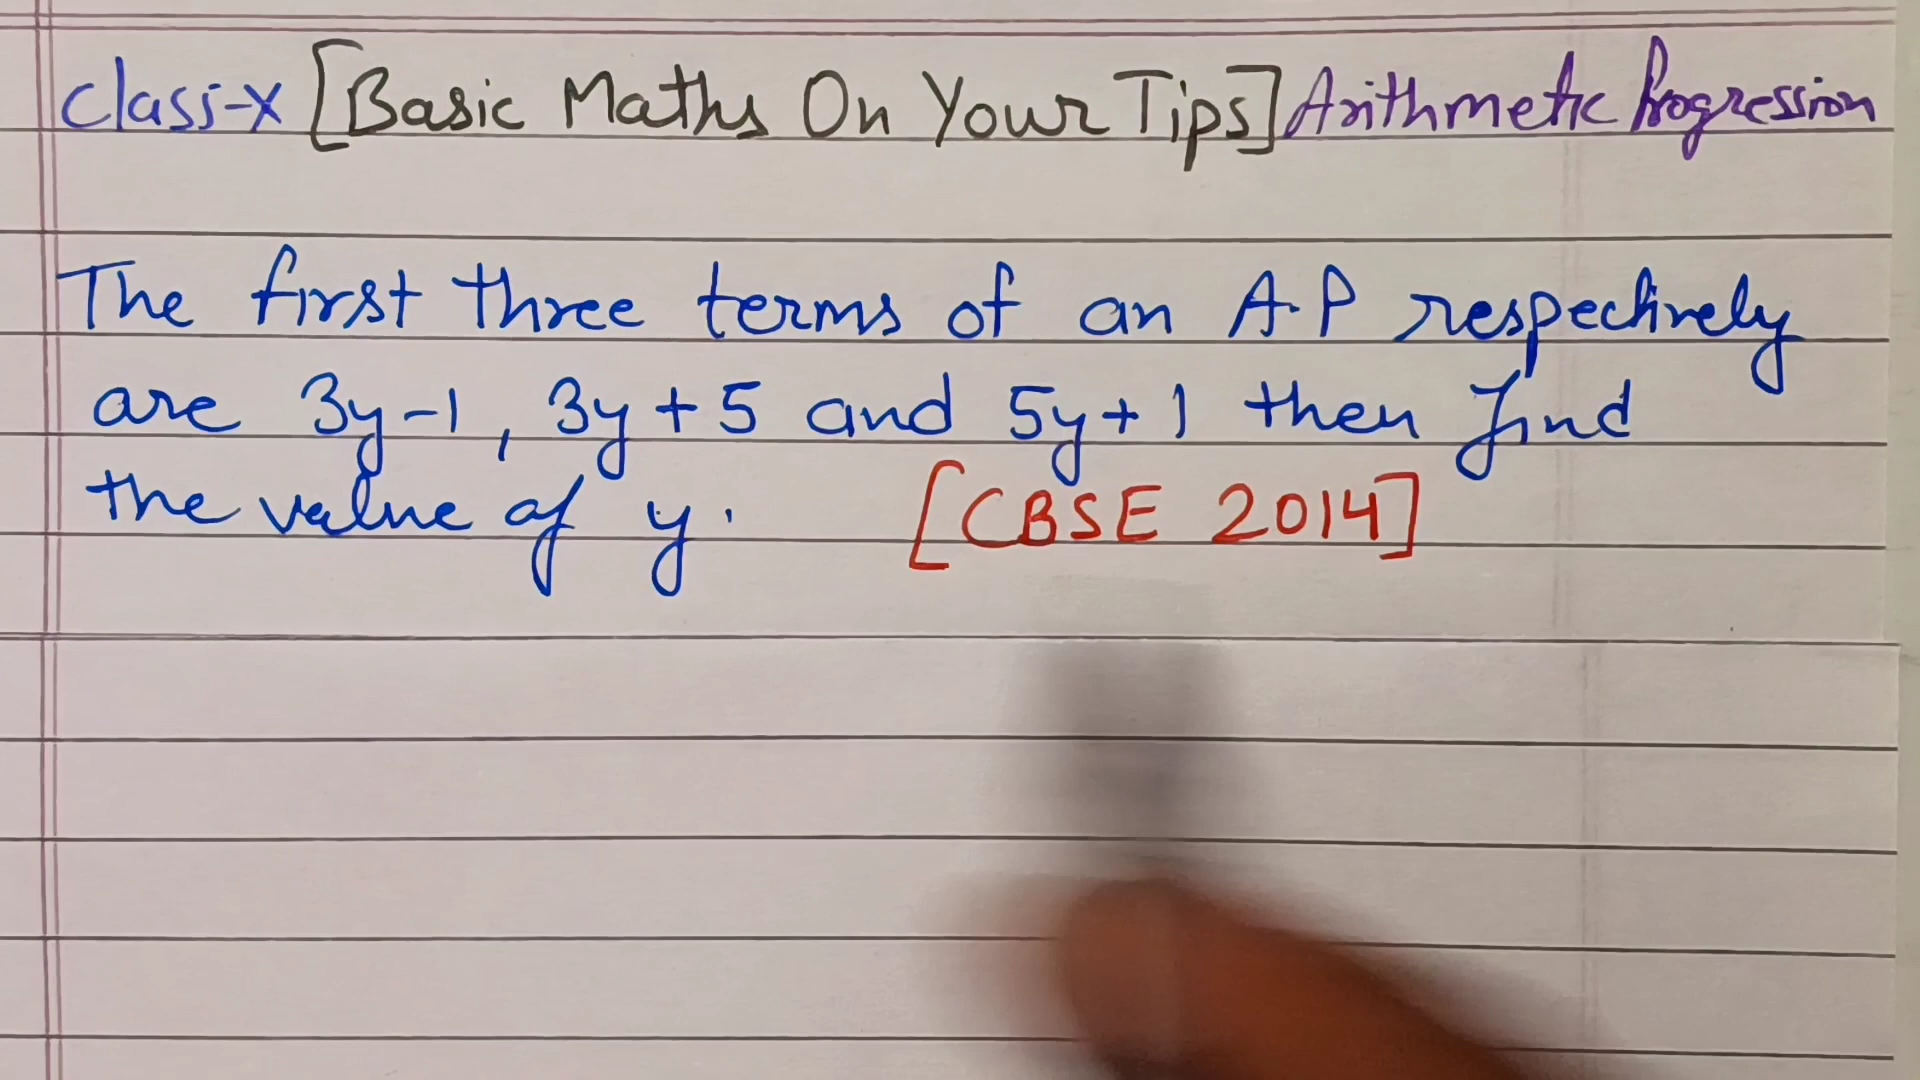 Class-X [Basic Maths On Your Tips] Arithmetic Progression
The first three terms of an A.P respectively
are 3y-1, 3y+5 and 5y+1 then find
the value of y. [CBSE 2014]